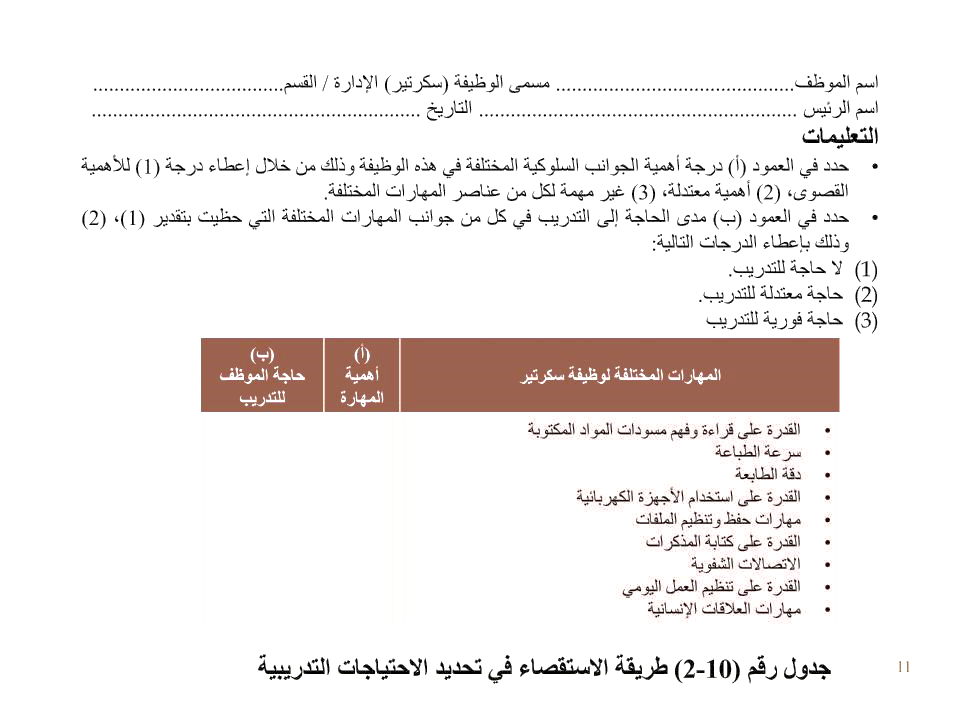 اسم الموظف............................................. مسمى الوظيفة (سكرتير) الإدارة / القسم....................................
اسم الرئيس ............................................................ التاريخ ..............................................................
التعليمات
• حدد في العمود (أ) درجة أهمية الجوانب السلوكية المختلفة في هذه الوظيفة وذلك من خلال إعطاء درجة (1) للأهمية
القصوى، (2) أهمية معتدلة، (3) غير مهمة لكل من عناصر المهارات المختلفة.
• حدد في العمود (ب) مدى الحاجة إلى التدريب في كل من جوانب المهارات المختلفة التي حظيت بتقدير (1)، (2)
وذلك بإعطاء الدرجات التالية:
(1) لا حاجة للتدريب.
(2) حاجة معتدلة للتدريب.
(3) حاجة فورية للتدريب
المهارات المختلفة لوظيفة سكرتير
(أ)
أهمية
المهارة
(ب)
حاجة الموظف
للتدريب
• القدرة على قراءة وفهم مسودات المواد المكتوبة
• سرعة الطباعة
• دقة الطابعة
• القدرة على استخدام الأجهزة الكهربائية
• مهارات حفظ وتنظيم الملفات
• القدرة على كتابة المذكرات
• الاتصالات الشفوية
• القدرة على تنظيم العمل اليومي
• مهارات العلاقات الإنسانية
جدول رقم (10-2) طريقة الاستقصاء في تحديد الاحتياجات التدريبية
11